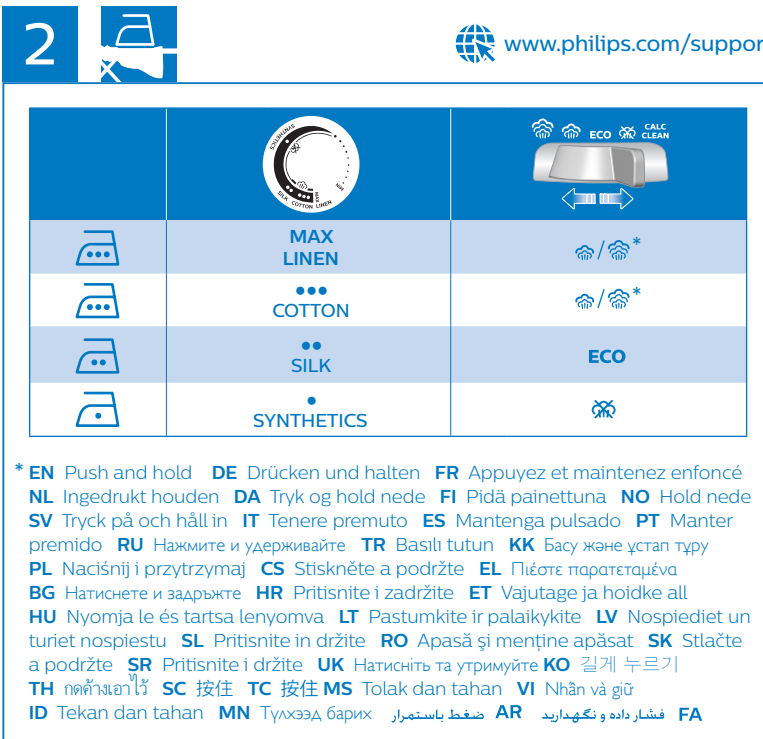 2
www.philips.com/suppor
SYNTHETICS SILK COTTON LINEN MAX MIN
ECO CALC CLEAN
MAX
LINEN
*
COTTON
*
SILK
ECO
SYNTHETICS
* EN Push and hold DE Drücken und halten FR Appuyez et maintenez enfoncé
NL Ingedrukt houden DA Tryk og hold nede FI Pidä painettuna NO Hold nede
SV Tryck på och håll in IT Tenere premuto ES Mantenga pulsado PT Manter
premido RU Нажмите и удерживайте TR Basılı tutun KK Басу және ұстап тұру
PL Naciśnij i przytrzymaj CS Stiskněte a podržte EL Πιέστε παρατεταμένα
BG Натиснете и задръжте HR Pritisnite i zadržite ET Vajutage ja hoidke all
HU Nyomja le és tartsa lenyomva LT Pastumkite ir palaikykite LV Nospiediet un
turiet nospiestu SL Pritisnite in držite RO Apasă şi menţine apăsat SK Stlačte
a podržte SR Pritisnite i držite UK Натисніть та утримуйте KO 길게 누르기
TH กดค้างเอาไว้ SC 按住 TC 按住 MS Tolak dan tahan VI Nhấn và giữ
ID Tekan dan tahan MN Түлхээд барих ضغط باستمرار AR فشار داده و نگهدارید FA